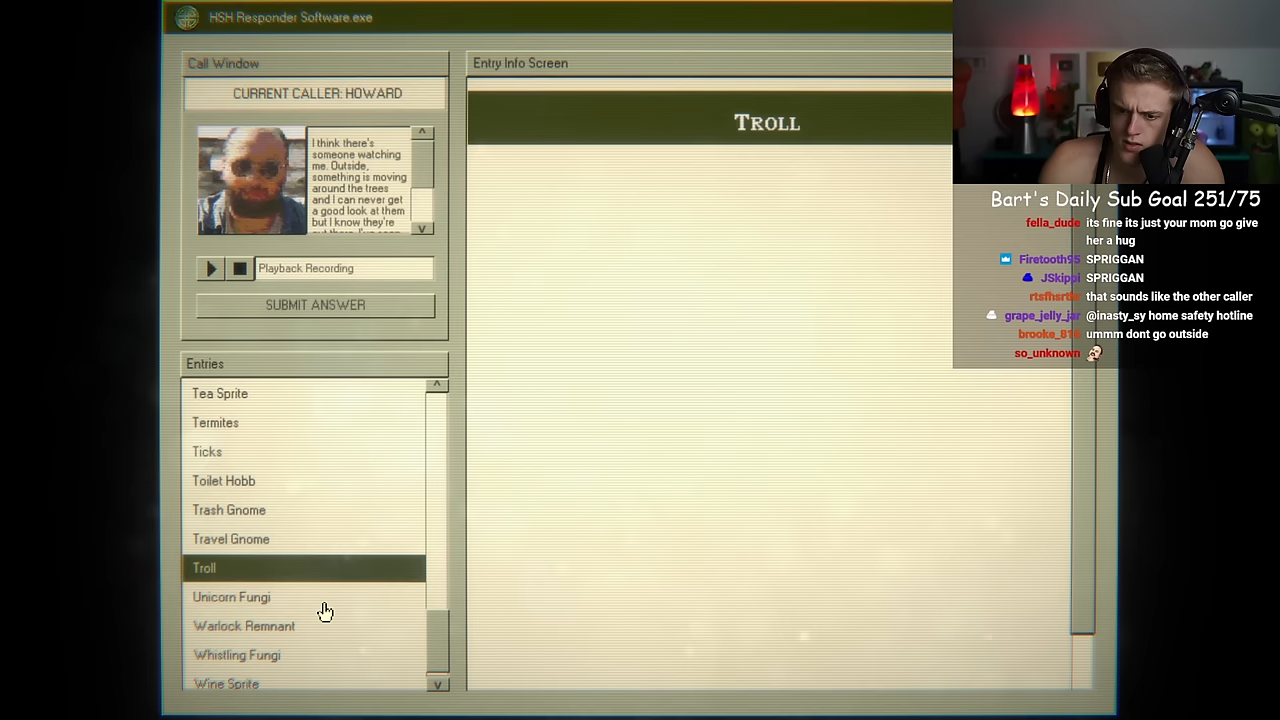 HSH Responder Software.exe
Call Window
Entry Info Screen
CURRENT CALLER: HOWARD
TROLL
I think there's
someone watching
me. Outside,
something is moving
around the trees
and I can never get
a good look at them
but I know they're
Playback Recording
SUBMIT ANSWER
Entries
Tea Sprite
Termites
Ticks
Toilet Hobb
Trash Gnome
Travel Gnome
Troll
Unicorn Fungi
Warlock Remnant
Whistling Fungi
Wine Sprite
Bart's Daily Sub Goal 251/75
fella_dude its fine its just your mom go give
her a hug
Firetooth95 SPRIGGAN
JSkippi SPRIGGAN
that sounds like the other caller
grape_jelly_jar @inasty_sy home safety hotline
ummm dont go outside
so_unknown